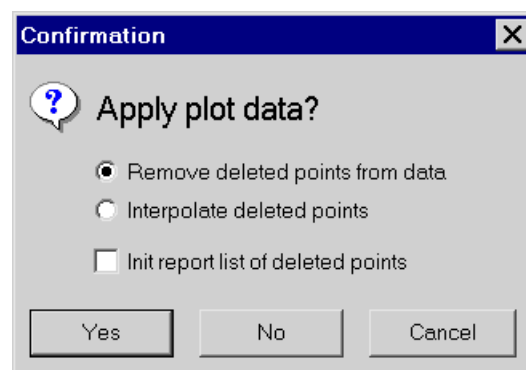 Confirmation
Apply plot data?
Remove deleted points from data
Interpolate deleted points
Init report list of deleted points
Yes No Cancel